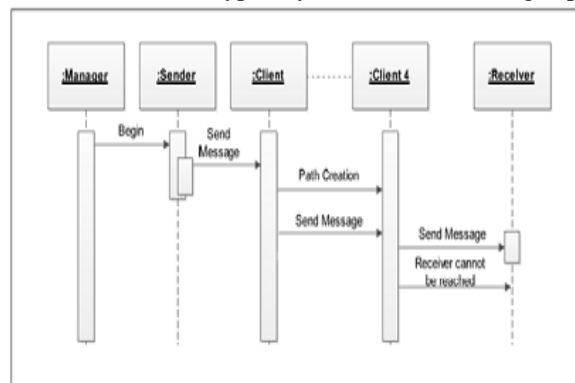 :Manager
:Sender
:Client
:Client 4
:Receiver
Begin
Send
Message
Path Creation
Send Message
Send Message
Receiver cannot
be reached